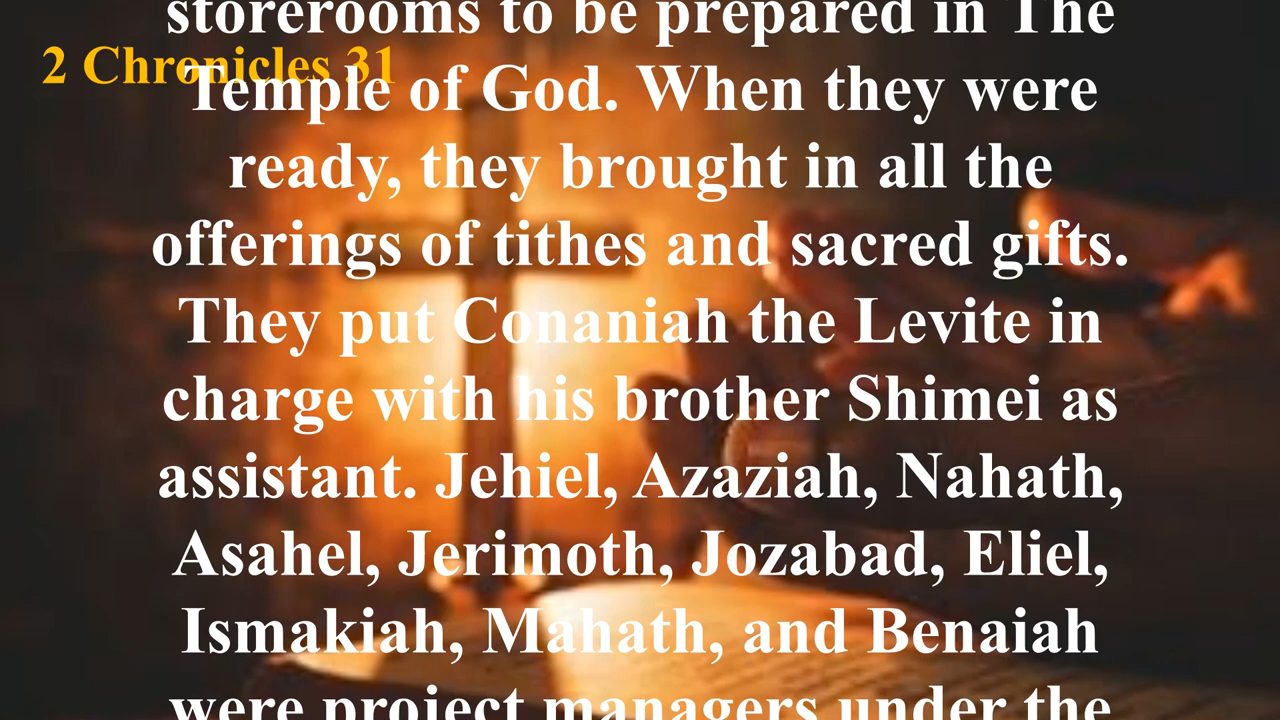 storerooms to be prepared in The
2 Chronicles 31
Temple of God. When they were
ready, they brought in all the
offerings of tithes and sacred gifts.
They put Conaniah the Levite in
charge with his brother Shimei as
assistant. Jehiel, Azaziah, Nahath,
Asahel, Jerimoth, Jozabad, Eliel,
Ismakiah, Mahath, and Benaiah
were project managers under the